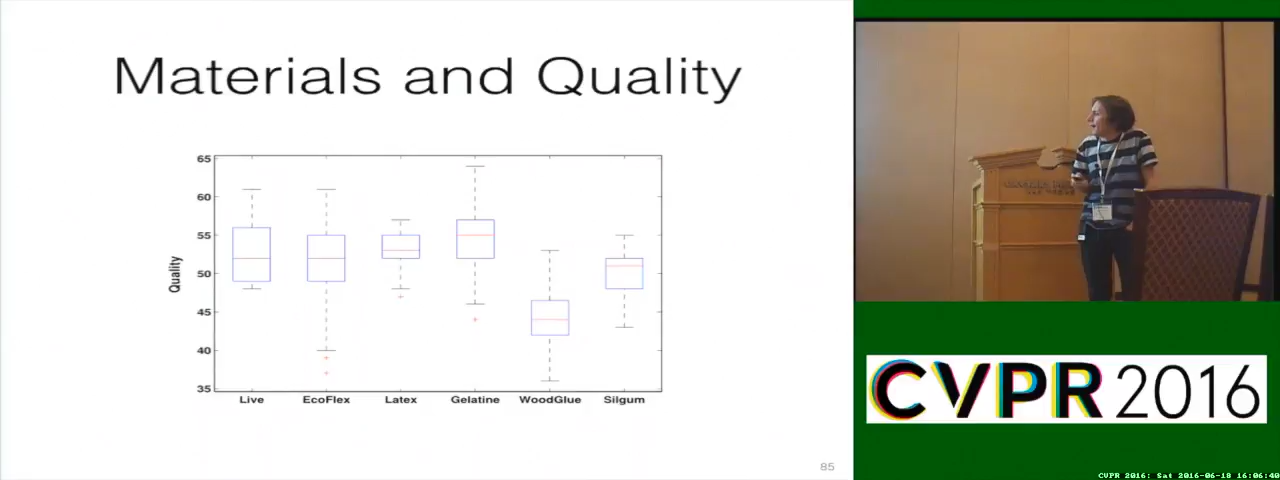 Materials and Quality
65
60
55
50
45
40
35
Quality
Live EcoFlex Latex Gelatine WoodGlue Silgum
85
CVPR 2016
CVPR 2016: Sat 2016-06-18 16:06:40